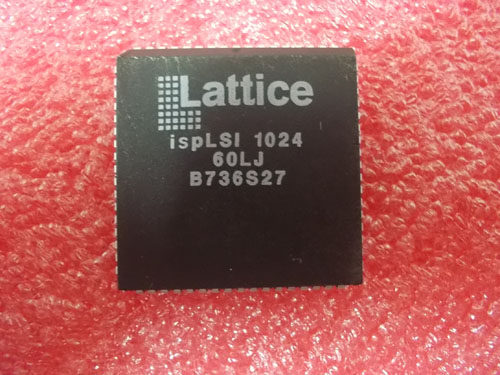 Lattice
ispLSI 1024
60LJ
B736S27